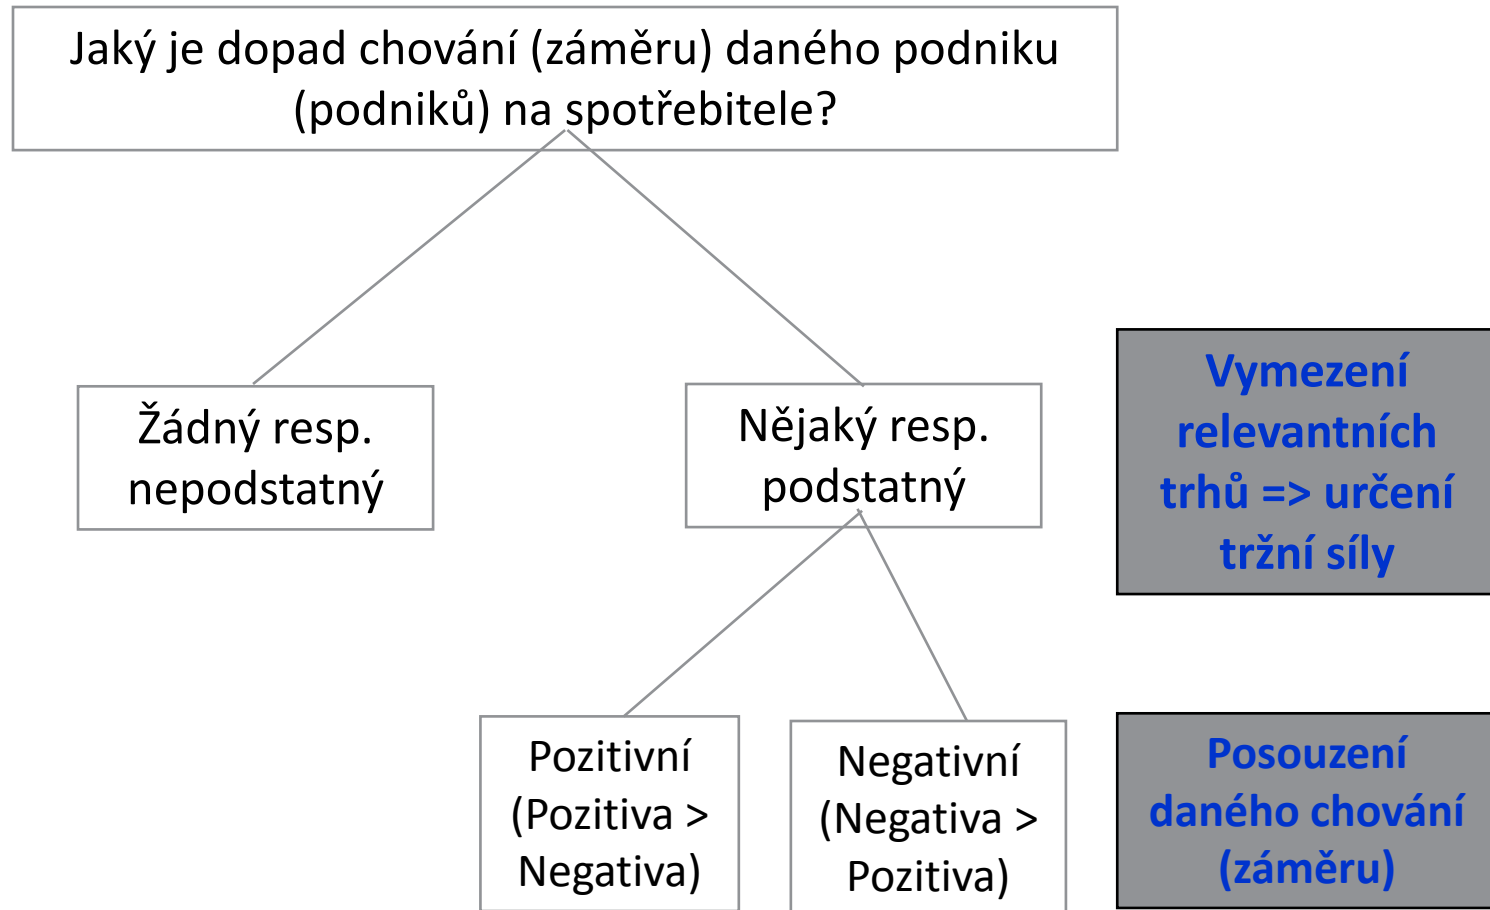 Jaký je dopad chování (záměru) daného podniku
(podniků) na spotřebitele?
Žádný resp.
nepodstatný
Nějaký resp.
podstatný
Vymezení
relevantních
trhů => určení
tržní síly
Pozitivní
(Pozitiva >
Negativa)
Negativní
(Negativa >
Pozitiva)
Posouzení
daného chování
(záměru)